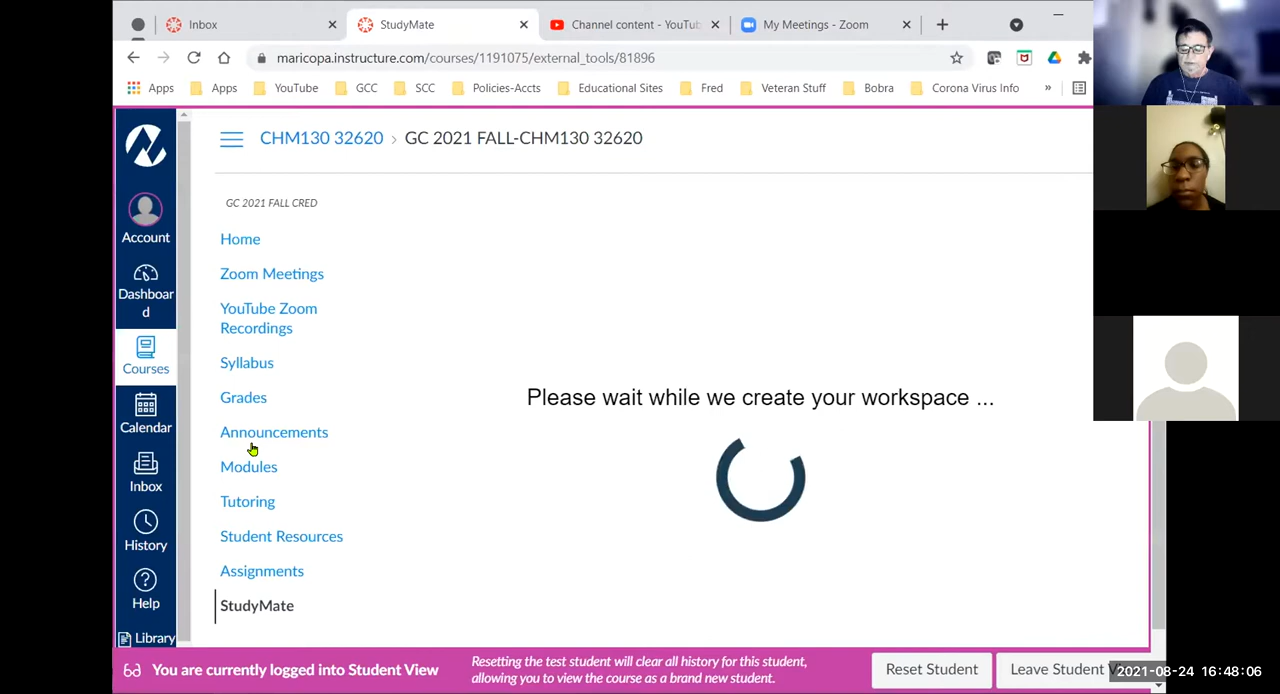 Inbox
StudyMate
Channel content - YouTu
My Meetings - Zoom
maricopa.instructure.com/courses/1191075/external_tools/81896
Apps
Apps
YouTube
GCC
SCC
Policies-Accts
Educational Sites
Fred
Veteran Stuff
Bobra
Corona Virus Info
CHM130 32620 › GC 2021 FALL-CHM130 32620
Account
Dashboar
d
Courses
Calendar
Inbox
History
Help
Library
GC 2021 FALL CRED
Home
Zoom Meetings
YouTube Zoom
Recordings
Syllabus
Grades
Announcements
Modules
Tutoring
Student Resources
Assignments
StudyMate
Please wait while we create your workspace ...
You are currently logged into Student View
Resetting the test student will clear all history for this student,
allowing you to view the course as a brand new student.
Reset Student
Leave Student
2021-08-24 16:48:06